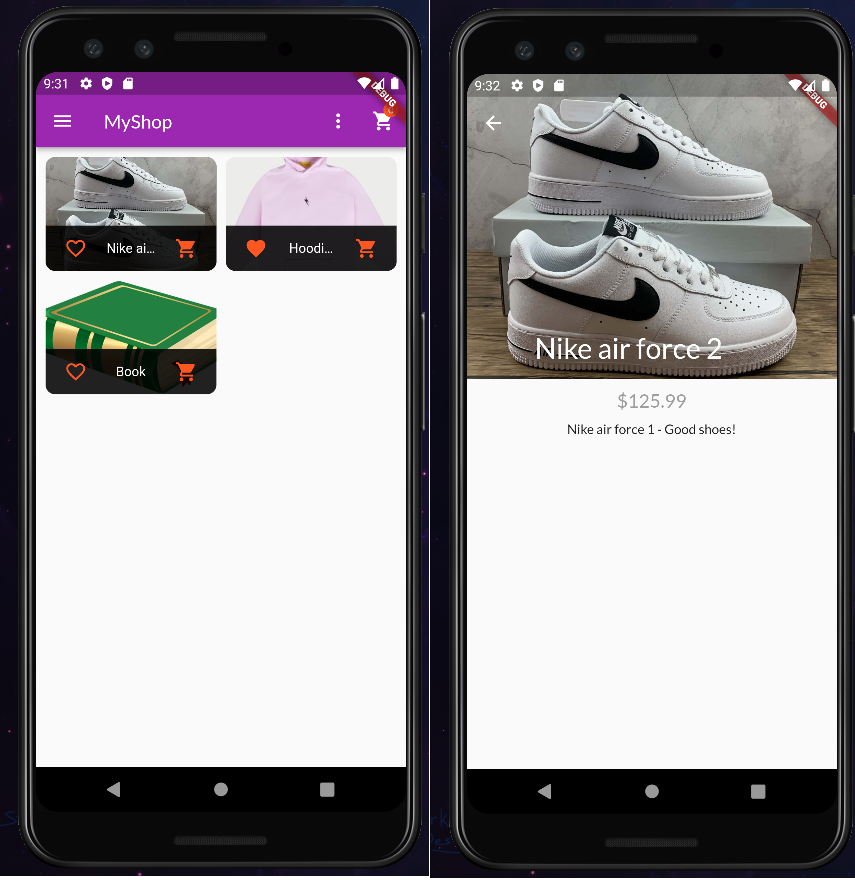 9:31
DEBUG
MyShop
Nike ai...
Hoodi...
Book
9:32
DEBUG
Nike air force 2
$125.99
Nike air force 1 - Good shoes!